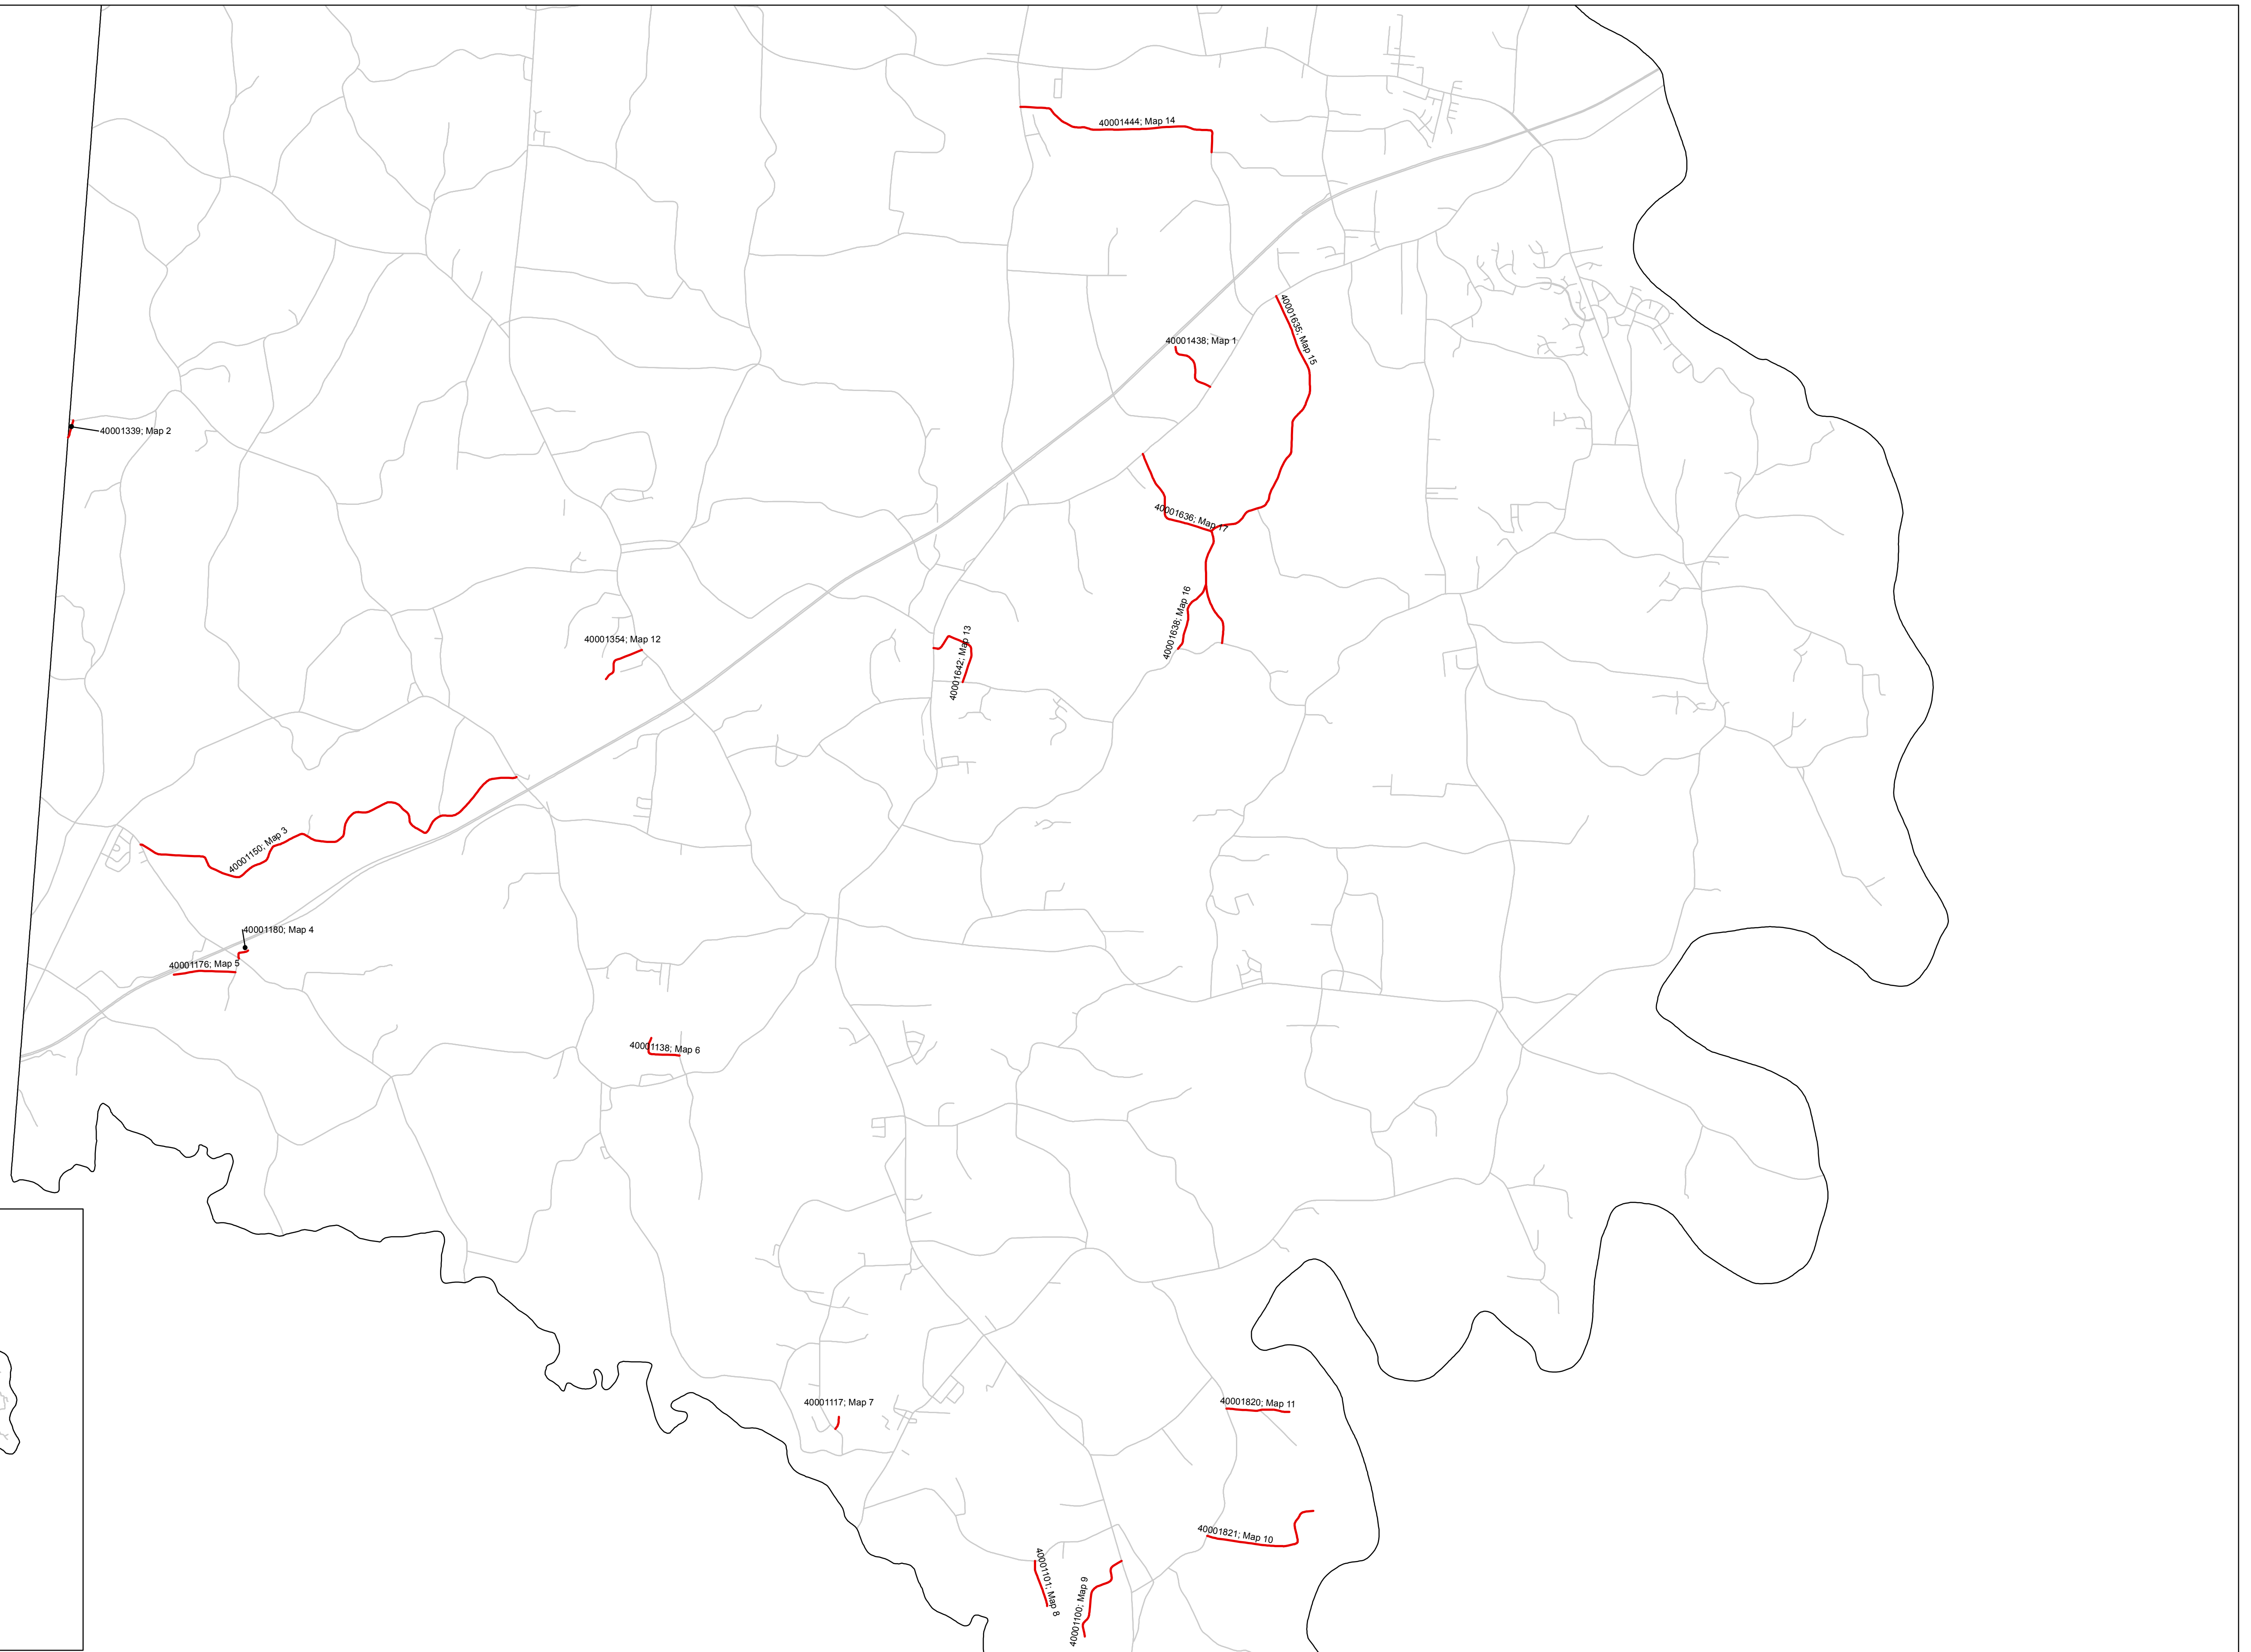 40001444; Map 14
40001635; Map 15
40001438; Map 1
40001339; Map 2
40001636; Map 17
40001638; Map 16
40001354; Map 12
40001642; Map 13
40001150; Map 3
40001180; Map 4
40001176; Map 5
40001138; Map 6
40001117; Map 7
40001820; Map 11
40001821; Map 10
40001101; Map 8
40001100; Map 9